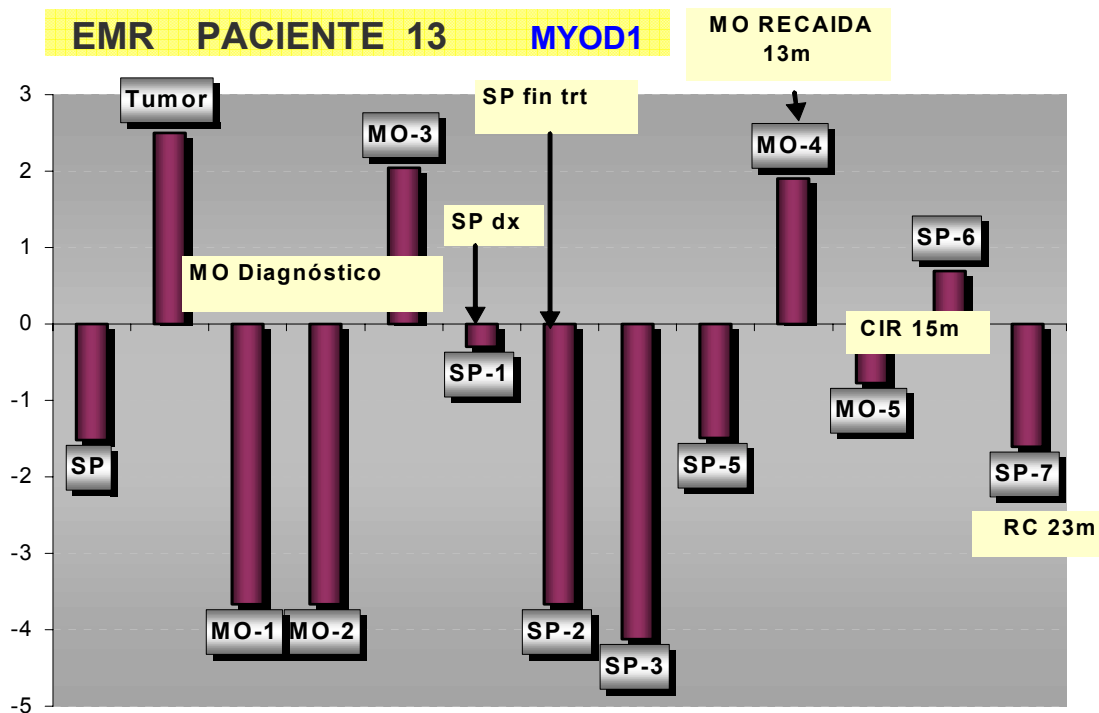 EMR PACIENTE 13 MYOD1
MO RECAIDA
13m
3
2
1
0
-1
-2
-3
-4
-5
Tumor
SP fin trt
MO-3
MO-4
SP dx
SP-6
MO Diagnóstico
CIR 15m
SP-1
MO-5
SP
SP-5
SP-7
RC 23m
MO-1
MO-2
SP-2
SP-3